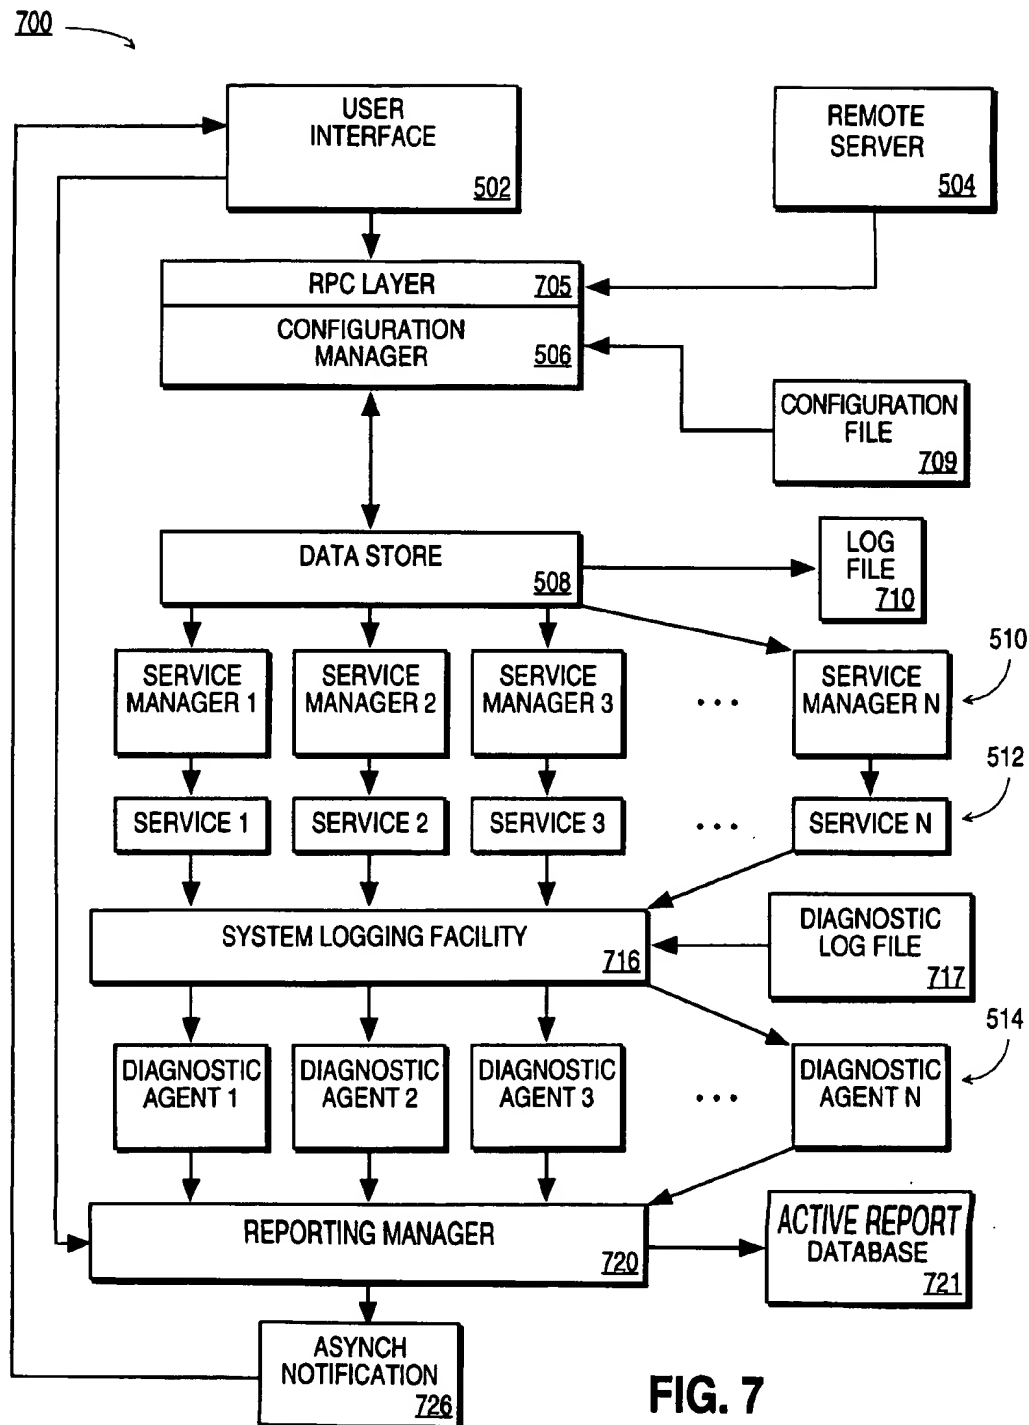 700
USER
INTERFACE
502
REMOTE
SERVER
504
RPC LAYER
705
CONFIGURATION
MANAGER
506
CONFIGURATION
FILE
709
DATA STORE
508
LOG
FILE
710
SERVICE
MANAGER 1
SERVICE
MANAGER 2
SERVICE
MANAGER 3
...
SERVICE
MANAGER N
510
SERVICE 1
SERVICE 2
SERVICE 3
...
SERVICE N
512
SYSTEM LOGGING FACILITY
716
DIAGNOSTIC
LOG FILE
717
DIAGNOSTIC
AGENT 1
DIAGNOSTIC
AGENT 2
DIAGNOSTIC
AGENT 3
...
DIAGNOSTIC
AGENT N
514
REPORTING MANAGER
720
ACTIVE REPORT
DATABASE
721
ASYNCH
NOTIFICATION
726
FIG. 7